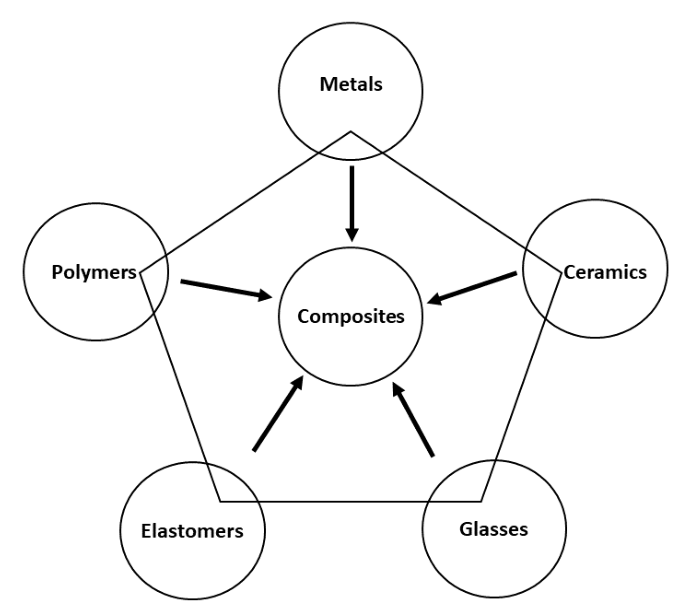 Metals
Polymers
Ceramics
Composites
Elastomers
Glasses